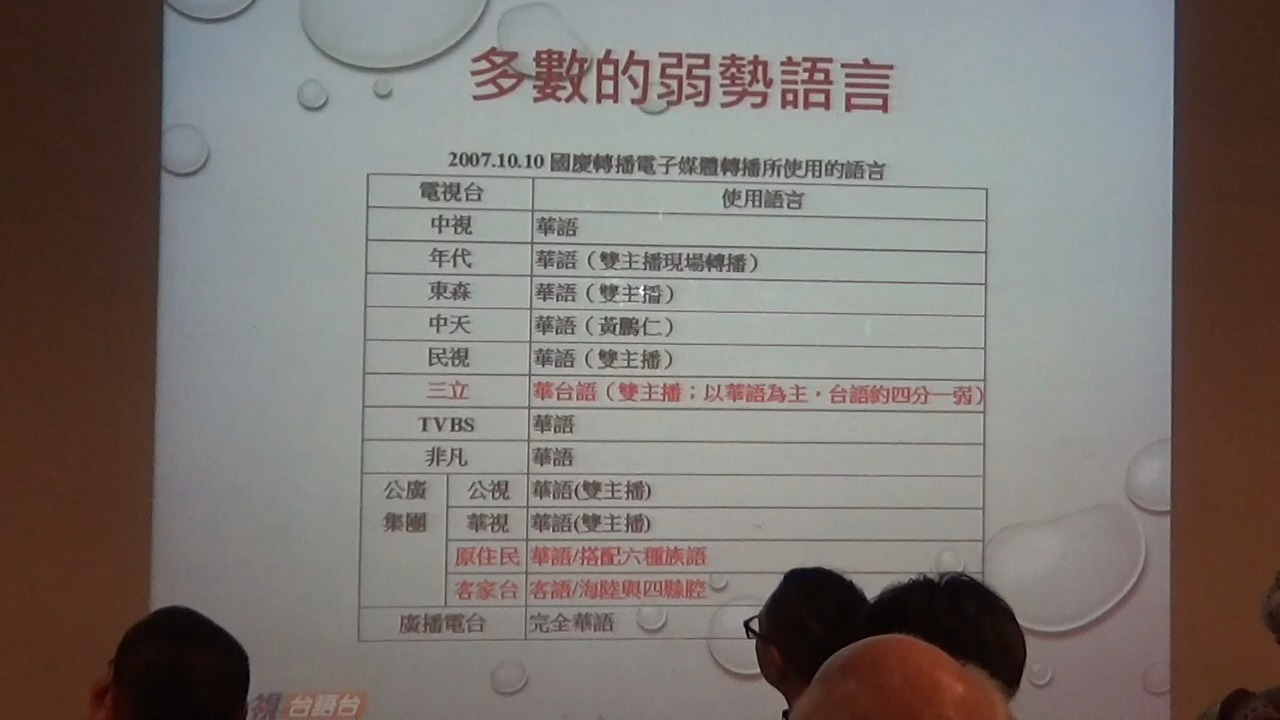 多數的弱勢語言
2007.10.10 國慶轉播電子媒體轉播所使用的語言
電視台 使用語言
中視 華語
年代 華語（雙主播現場轉播）
東森 華語（雙主播）
中天 華語（黃鵬仁）
民視 華語（雙主播）
三立 華台語（雙主播；以華語為主，台語約四分一弱）
TVBS 華語
非凡 華語
公廣 公視 華語(雙主播)
集團 華視 華語(雙主播)
原住民 華語/搭配六種族語
客家台 客語/海陸與四縣腔
廣播電台 完全華語
視 台語台